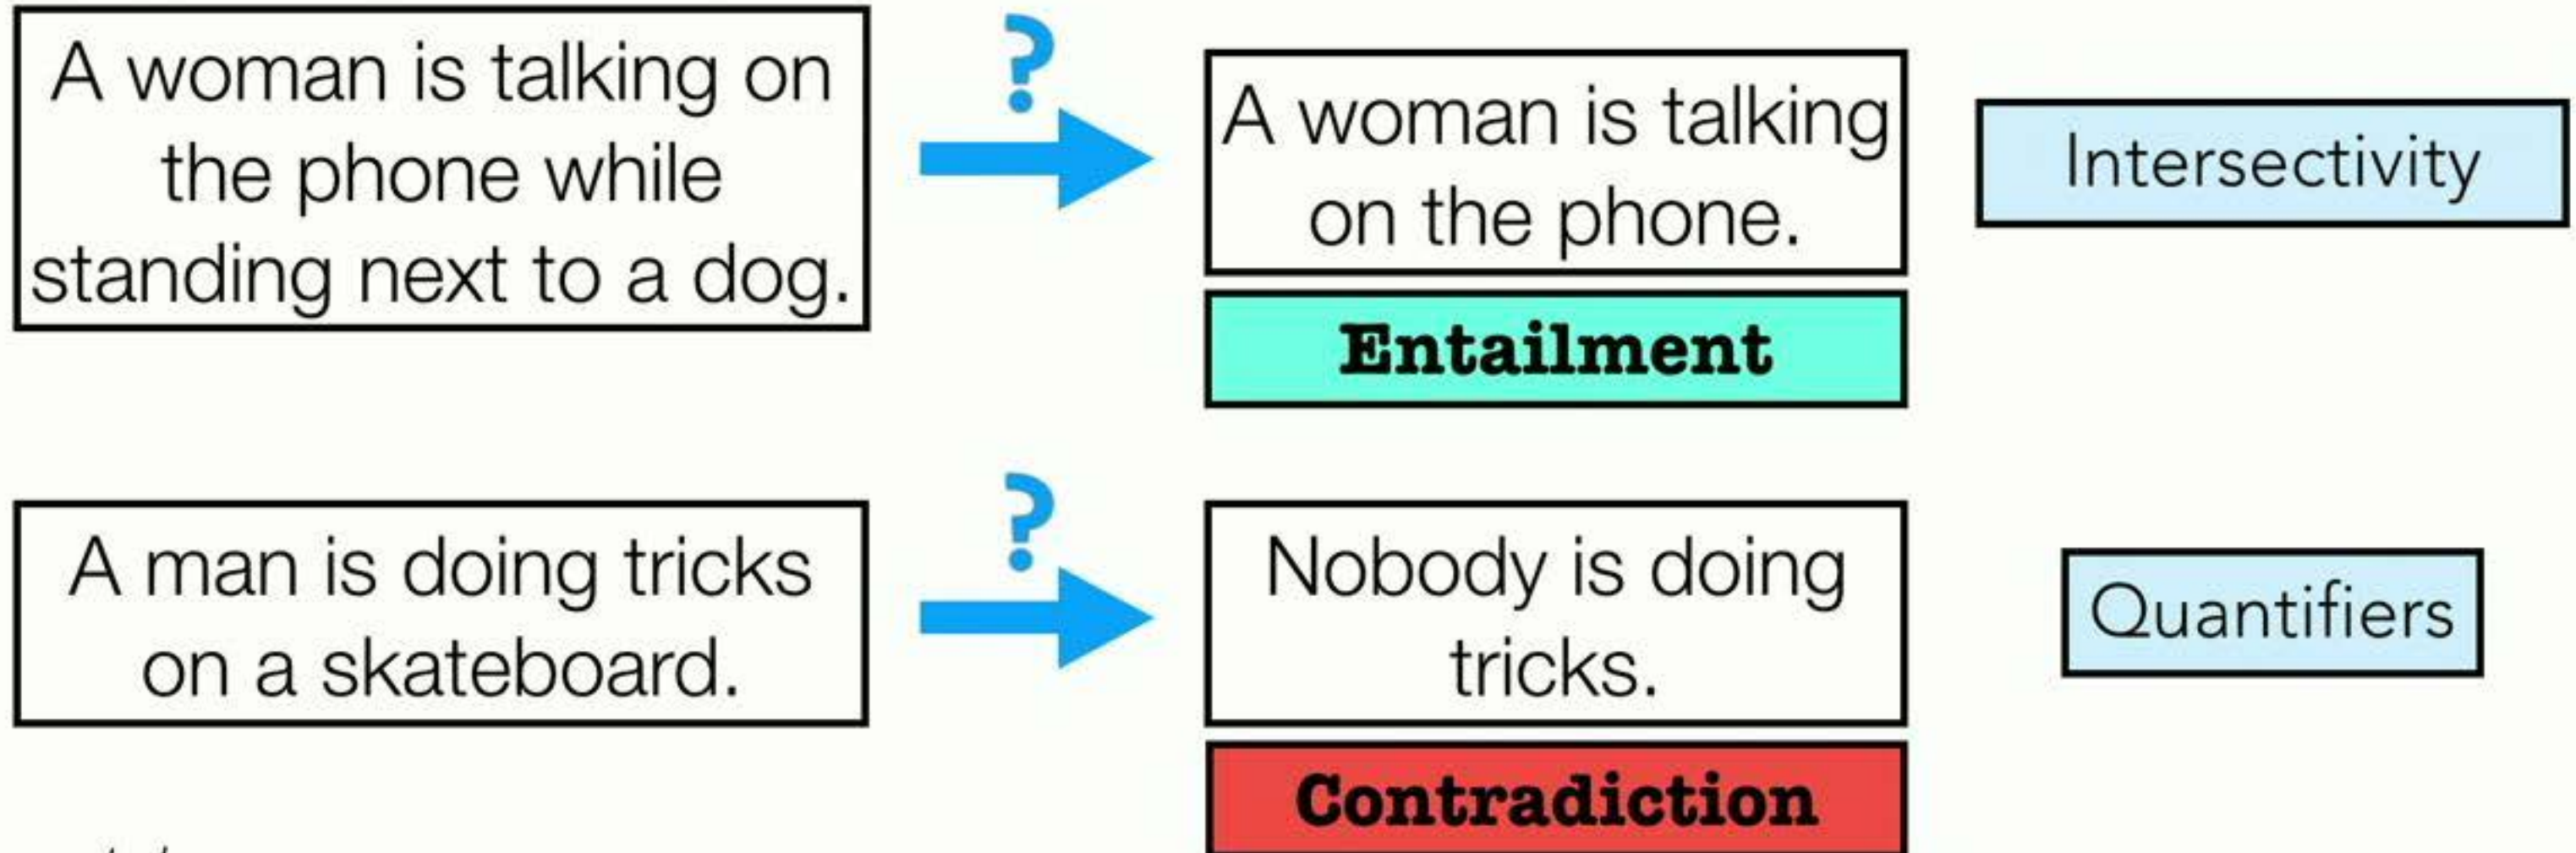 A woman is talking on
the phone while
standing next to a dog.
?
A woman is talking
on the phone.
Entailment
Intersectivity
A man is doing tricks
on a skateboard.
?
Nobody is doing
tricks.
Contradiction
Quantifiers